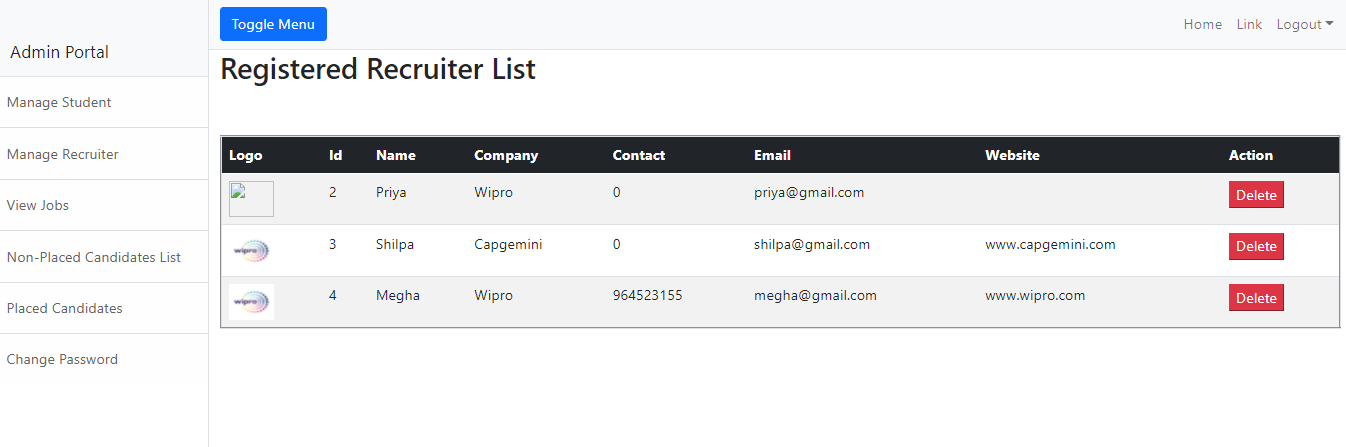 Toggle Menu Home Link Logout
Admin Portal
Registered Recruiter List
Manage Student
Manage Recruiter
View Jobs
Non-Placed Candidates List
Placed Candidates
Change Password
Logo Id Name Company Contact Email Website Action
2 Priya Wipro 0 priya@gmail.com Delete
wipro 3 Shilpa Capgemini 0 shilpa@gmail.com www.capgemini.com Delete
wipro 4 Megha Wipro 964523155 megha@gmail.com www.wipro.com Delete